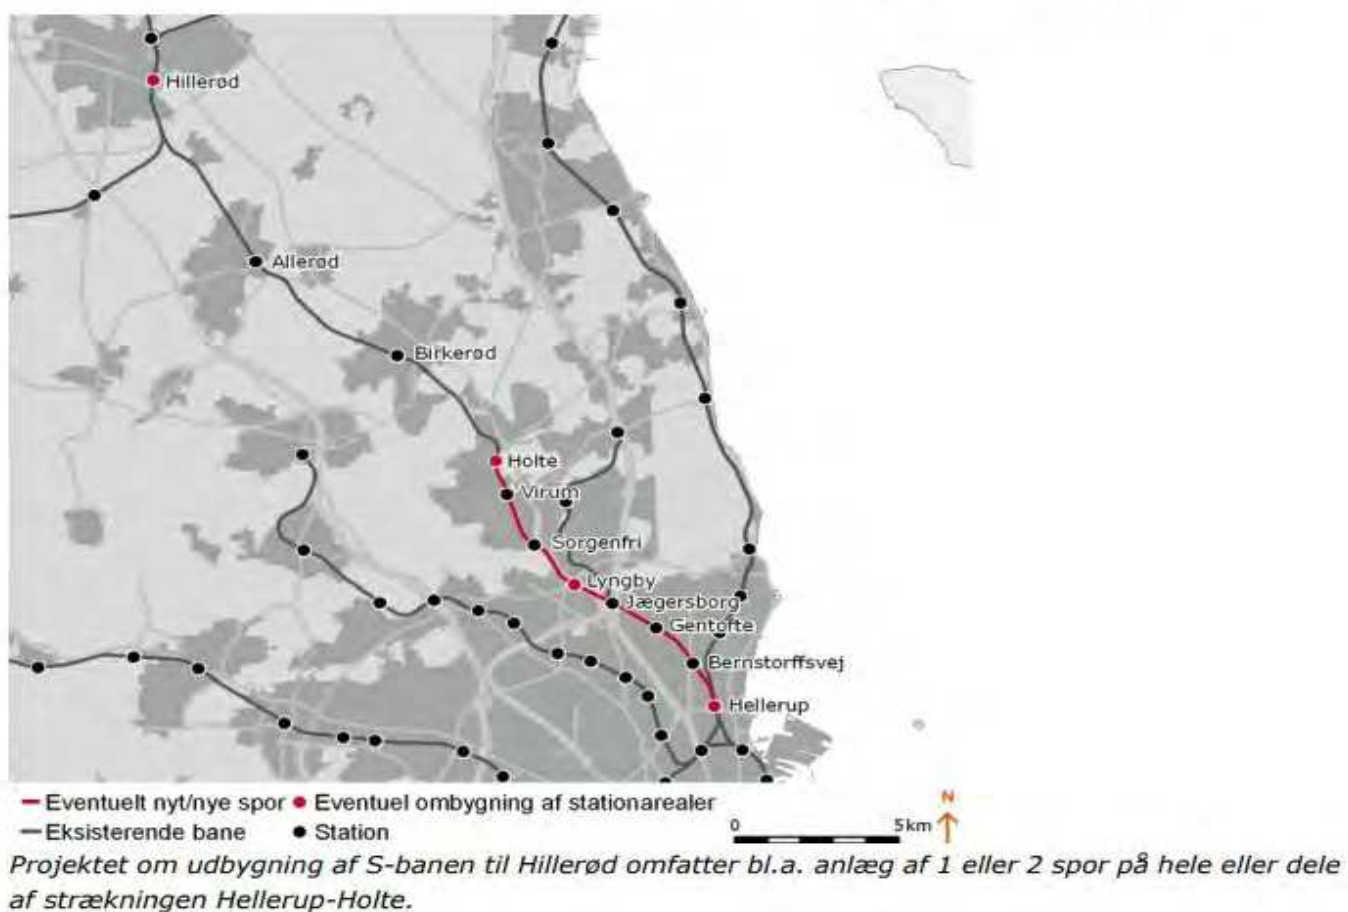 Hillerød
Allerød
Birkerød
Holte
Virum
Sorgenfri
Lyngby
Jægersborg
Gentofte
Bernstorffsvej
Hellerup
Eventuelt nyt/nye spor Eventuel ombygning af stationarealer
Eksisterende bane Station
0 5km
N
Projektet om udbygning af S-banen til Hillerød omfatter bl.a. anlæg af 1 eller 2 spor på hele eller dele
af strækningen Hellerup-Holte.